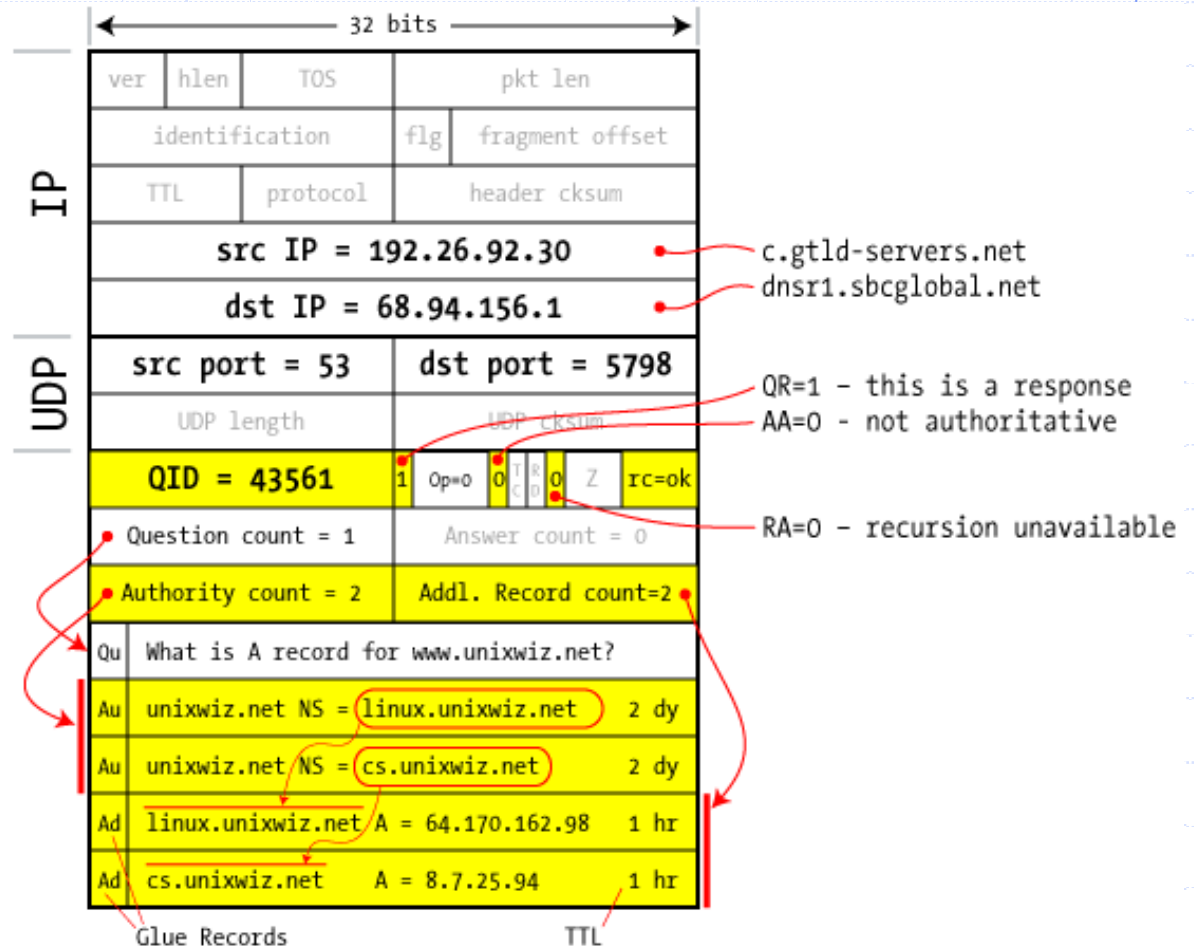 32 bits
IP
ver hlen TOS pkt len
identification flg fragment offset
TTL protocol header cksum
src IP = 192.26.92.30
c.gtld-servers.net
dst IP = 68.94.156.1
dnsr1.sbcglobal.net
UDP
src port = 53 dst port = 5798
QR=1 – this is a response
UDP length UDP cksum
AA=0 - not authoritative
QID = 43561 1 Op=0 0 TC RD 0 Z rc=ok
RA=0 – recursion unavailable
Question count = 1 Answer count = 0
Authority count = 2 Addl. Record count=2
Qu What is A record for www.unixwiz.net?
Au unixwiz.net NS = linux.unixwiz.net 2 dy
Au unixwiz.net NS = cs.unixwiz.net 2 dy
Ad linux.unixwiz.net A = 64.170.162.98 1 hr
Ad cs.unixwiz.net A = 8.7.25.94 1 hr
Glue Records TTL